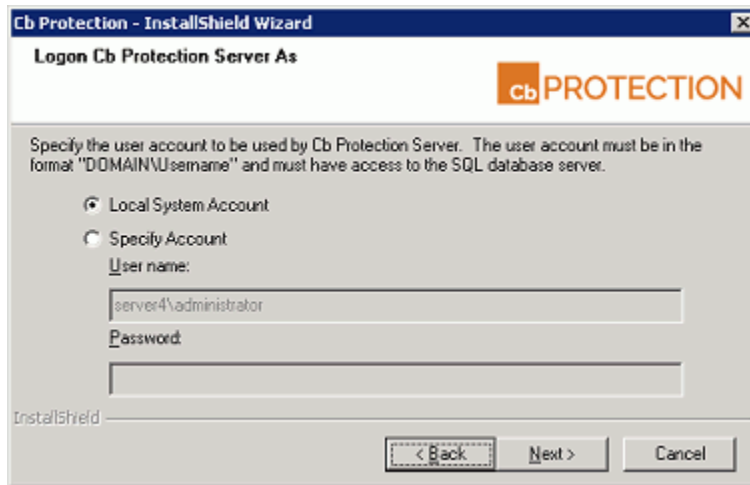 Cb Protection - InstallShield Wizard
Logon Cb Protection Server As
Cb PROTECTION
Specify the user account to be used by Cb Protection Server. The user account must be in the
format "DOMAIN\Username" and must have access to the SQL database server.
Local System Account
Specify Account
User name:
server4\administrator
Password:
InstallShield
< Back Next > Cancel